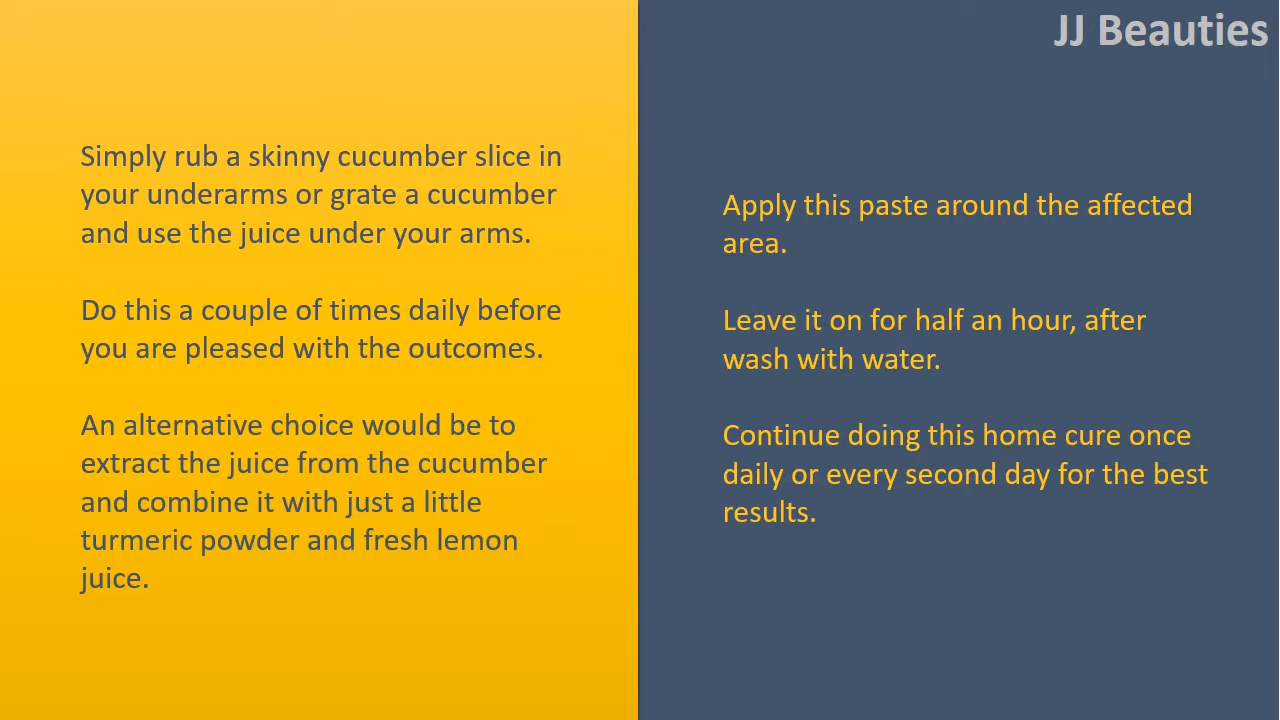 JJ Beauties
Simply rub a skinny cucumber slice in
your underarms or grate a cucumber
and use the juice under your arms.
Do this a couple of times daily before
you are pleased with the outcomes.
An alternative choice would be to
extract the juice from the cucumber
and combine it with just a little
turmeric powder and fresh lemon
juice.
Apply this paste around the affected
area.
Leave it on for half an hour, after
wash with water.
Continue doing this home cure once
daily or every second day for the best
results.